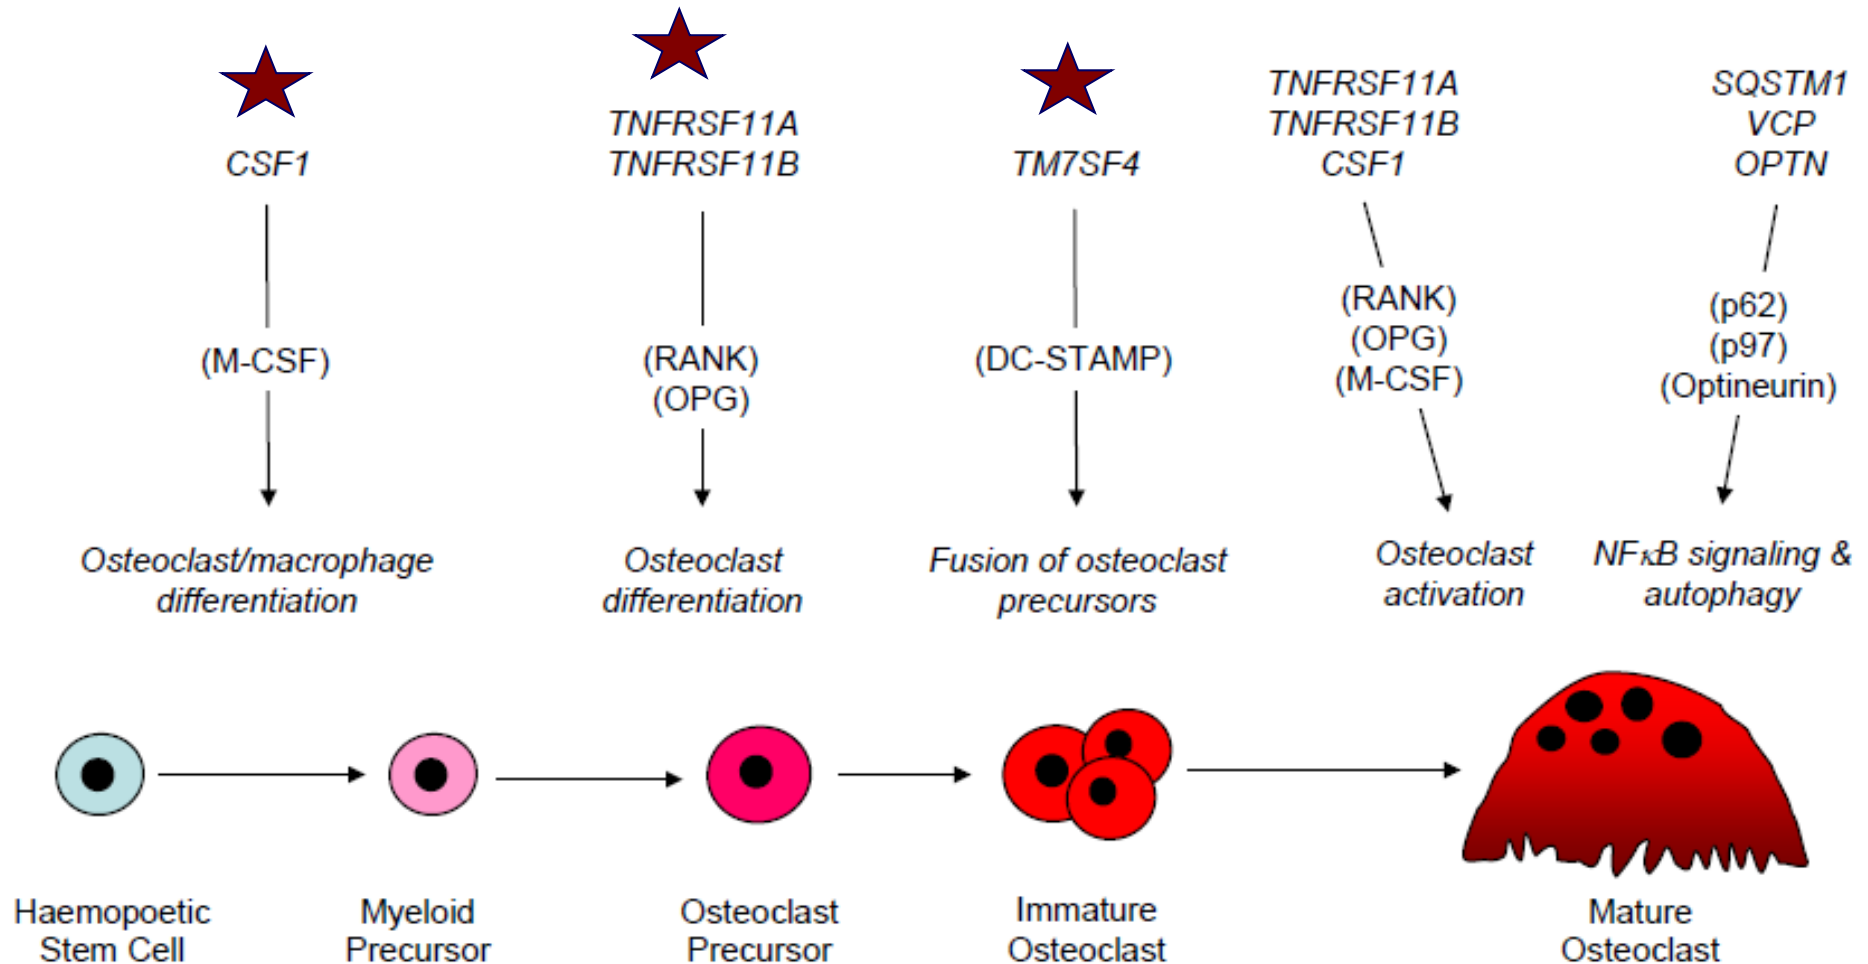 CSF1
(M-CSF)
Osteoclast/macrophage
differentiation
TNFRSF11A
TNFRSF11B
(RANK)
(OPG)
Osteoclast
differentiation
TM7SF4
(DC-STAMP)
Fusion of osteoclast
precursors
TNFRSF11A
TNFRSF11B
CSF1
(RANK)
(OPG)
(M-CSF)
Osteoclast
activation
SQSTM1
VCP
OPTN
(p62)
(p97)
(Optineurin)
NFκB signaling &
autophagy
Haemopoetic
Stem Cell
Myeloid
Precursor
Osteoclast
Precursor
Immature
Osteoclast
Mature
Osteoclast